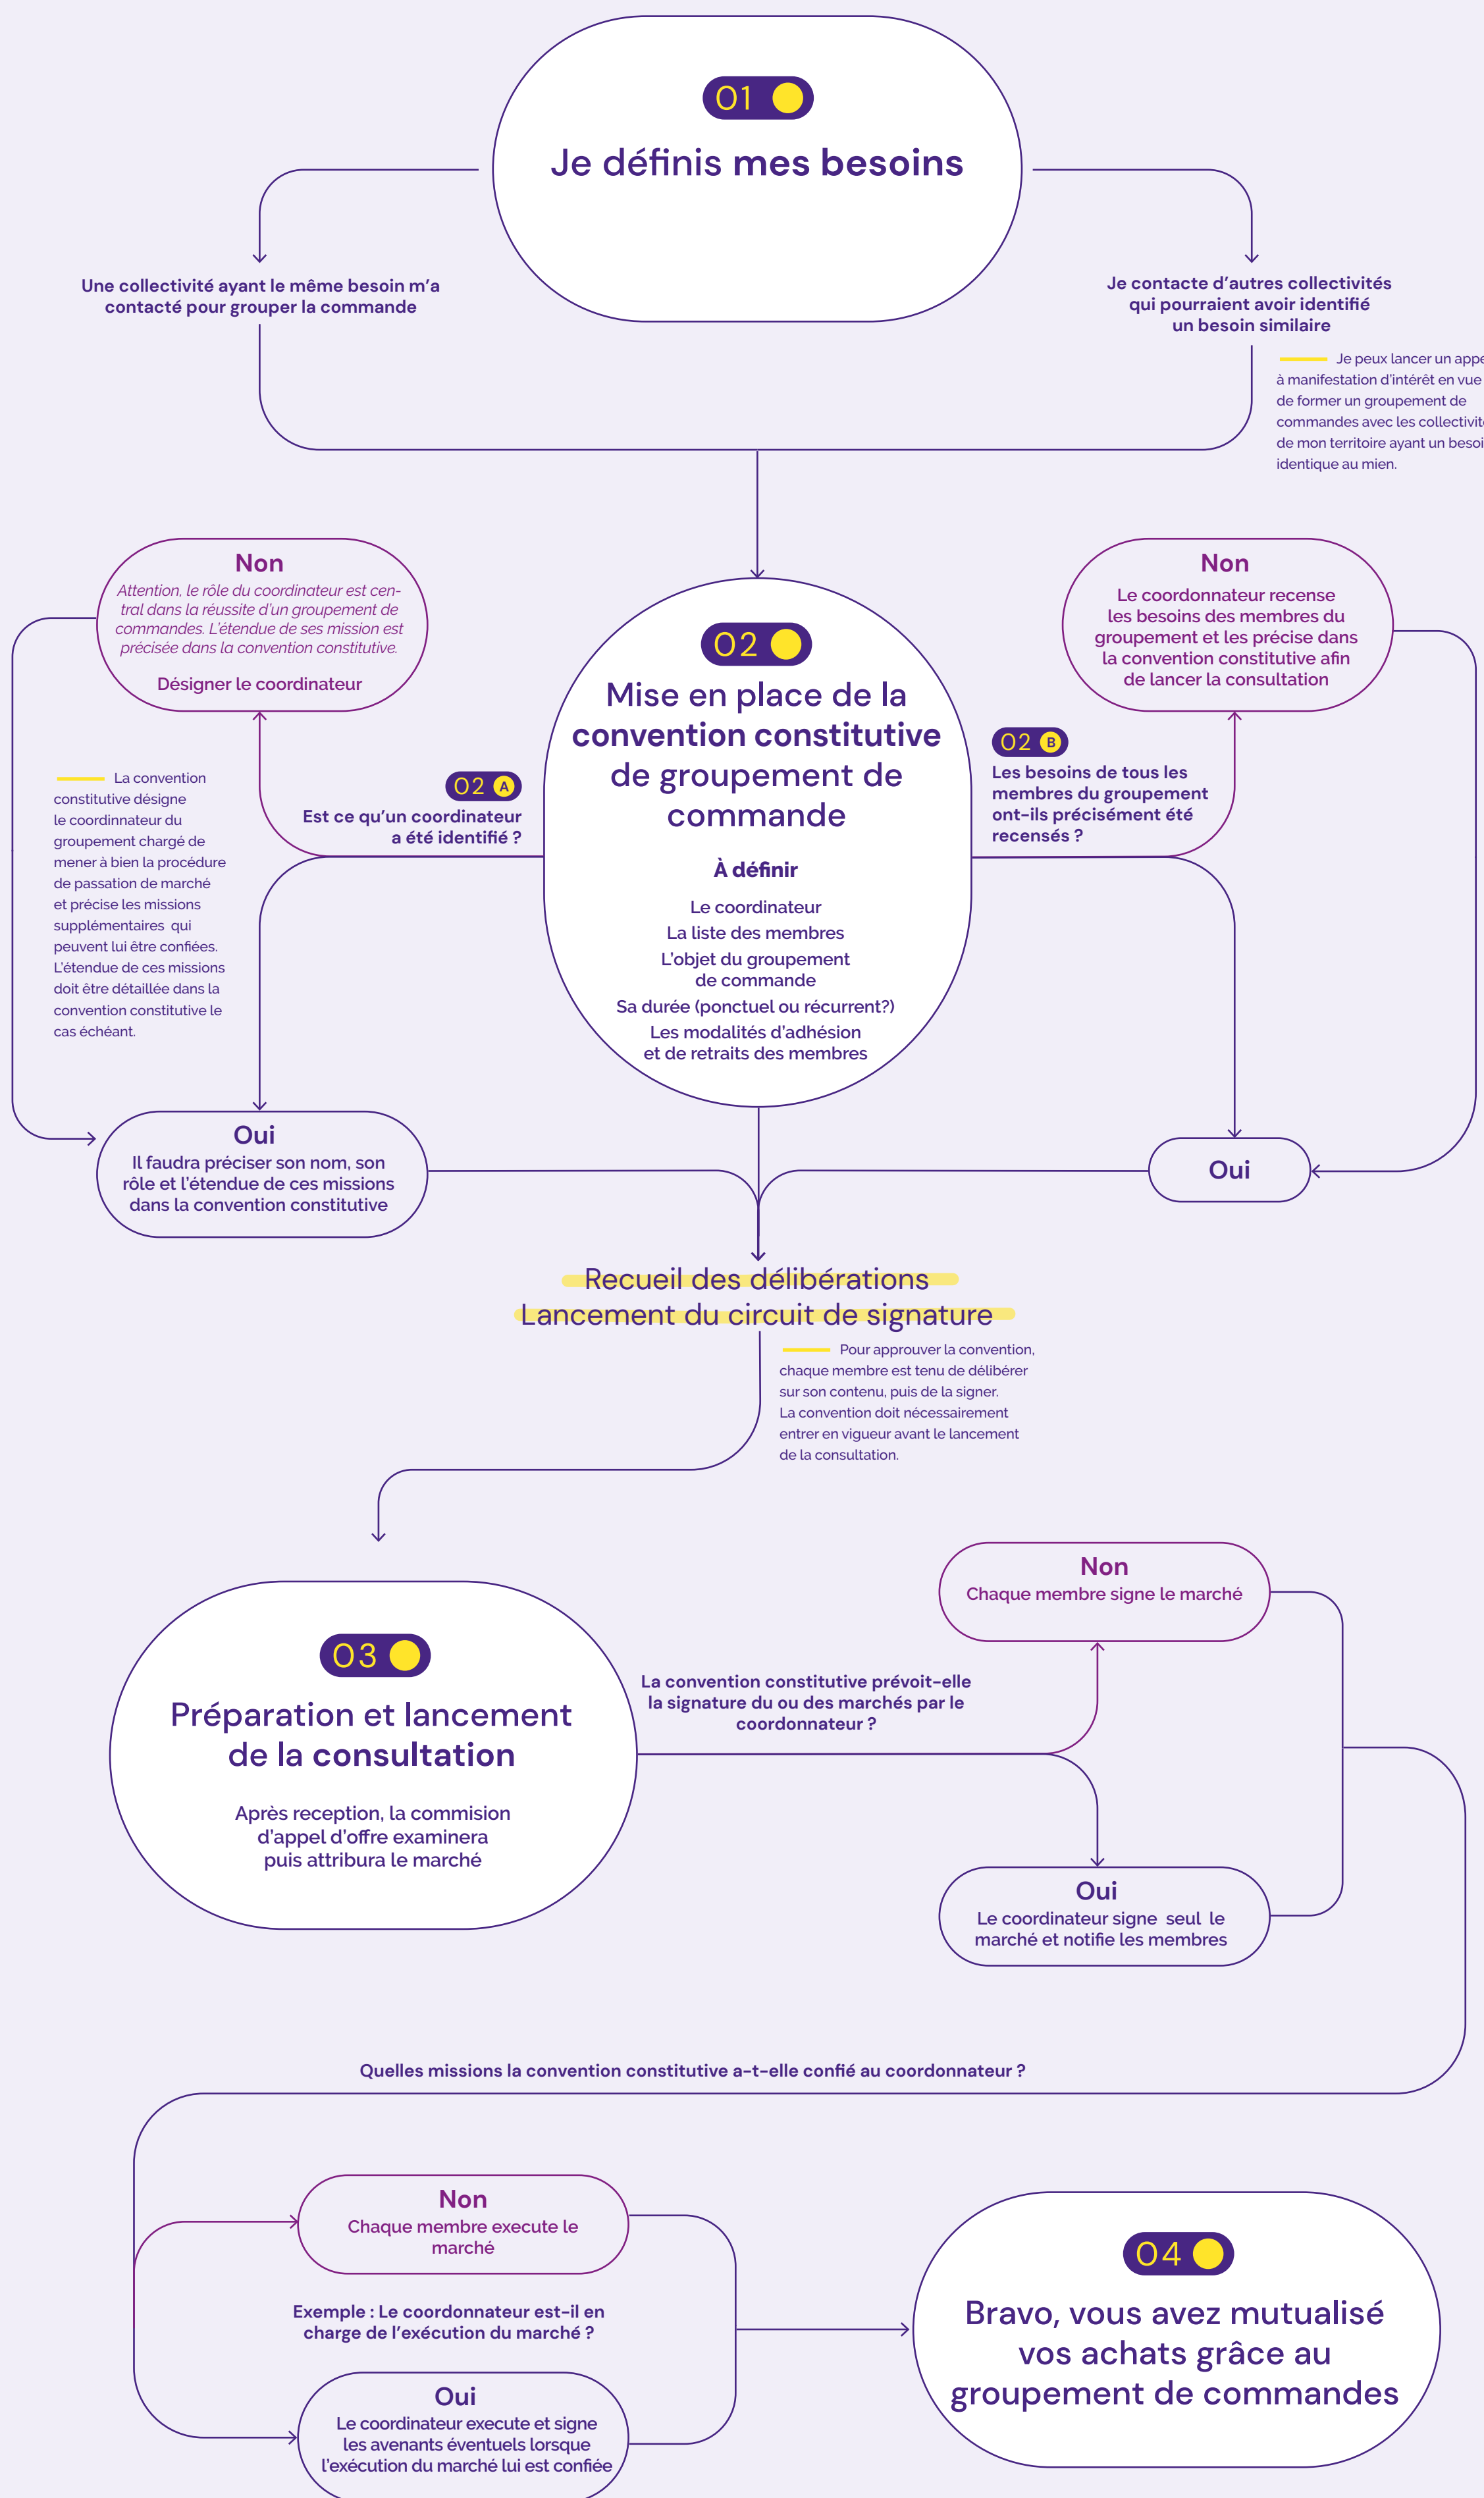 01
Je définis mes besoins
Une collectivité ayant le même besoin m’a
contacté pour grouper la commande
Je contacte d’autres collectivités
qui pourraient avoir identifié
un besoin similaire
Je peux lancer un appe
à manifestation d’intérêt en vue
de former un groupement de
commandes avec les collectivit
de mon territoire ayant un besoi
identique au mien.
Non
Attention, le rôle du coordinateur est cen-
tral dans la réussite d’un groupement de
commandes. L’étendue de ses mission est
précisée dans la convention constitutive.
Désigner le coordinateur
Non
Le coordonnateur recense
les besoins des membres du
groupement et les précise dans
la convention constitutive afin
de lancer la consultation
02
Mise en place de la
convention constitutive
de groupement de
commande
À définir
Le coordinateur
La liste des membres
L’objet du groupement
de commande
Sa durée (ponctuel ou récurrent?)
Les modalités d’adhésion
et de retraits des membres
02 A
Est ce qu’un coordinateur
a été identifié ?
02 B
Les besoins de tous les
membres du groupement
ont-ils précisément été
recensés ?
La convention
constitutive désigne
le coordinnateur du
groupement chargé de
mener à bien la procédure
de passation de marché
et précise les missions
supplémentaires qui
peuvent lui être confiées.
L’étendue de ces missions
doit être détaillée dans la
convention constitutive le
cas échéant.
Oui
Il faudra préciser son nom, son
rôle et l’étendue de ces missions
dans la convention constitutive
Oui
Recueil des délibérations
Lancement du circuit de signature
Pour approuver la convention,
chaque membre est tenu de délibérer
sur son contenu, puis de la signer.
La convention doit nécessairement
entrer en vigueur avant le lancement
de la consultation.
03
Préparation et lancement
de la consultation
Après reception, la commision
d’appel d’offre examinera
puis attribura le marché
La convention constitutive prévoit-elle
la signature du ou des marchés par le
coordonnateur ?
Non
Chaque membre signe le marché
Oui
Le coordinateur signe seul le
marché et notifie les membres
Quelles missions la convention constitutive a-t-elle confié au coordonnateur ?
Non
Chaque membre execute le
marché
Exemple : Le coordonnateur est-il en
charge de l’exécution du marché ?
Oui
Le coordinateur execute et signe
les avenants éventuels lorsque
l’exécution du marché lui est confiée
04
Bravo, vous avez mutualisé
vos achats grâce au
groupement de commandes